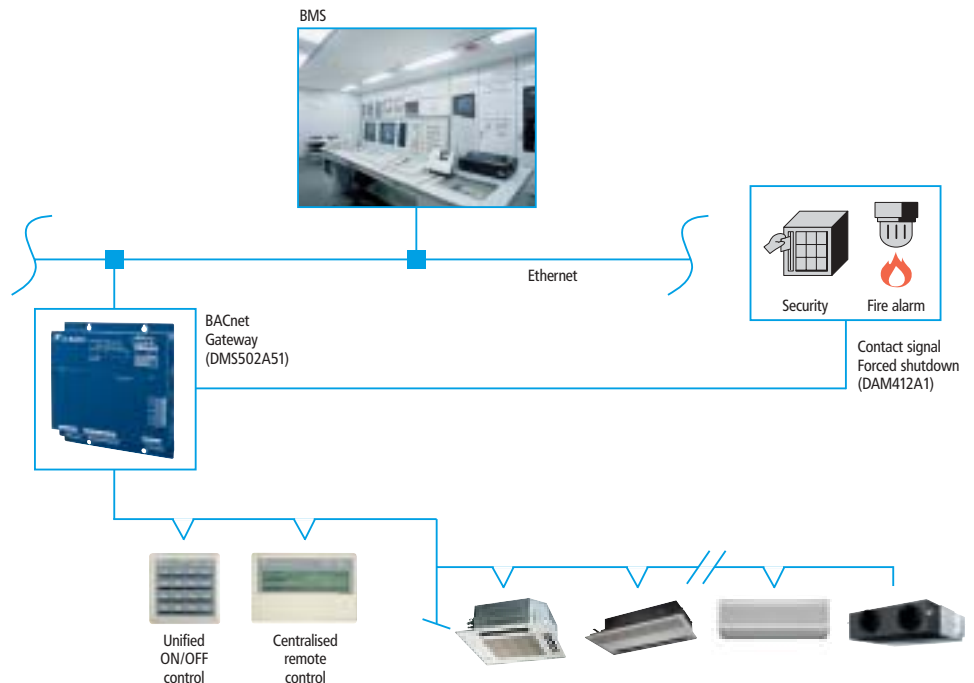 BMS
Ethernet
Security
Fire alarm
BACnet
Gateway
(DMS502A51)
Contact signal
Forced shutdown
(DAM412A1)
Unified
ON/OFF
control
Centralised
remote
control